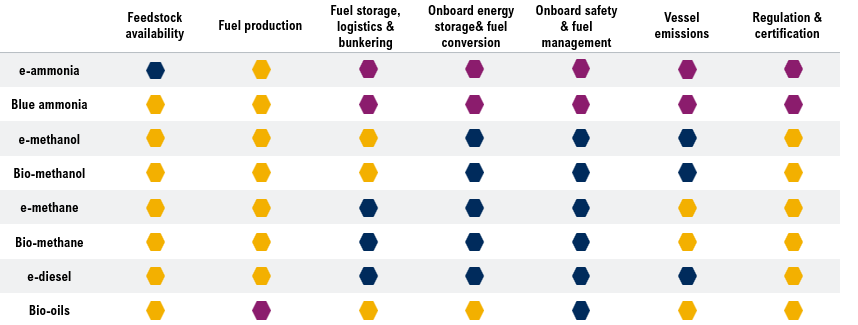 Feedstock
availability
Fuel production
Fuel storage,
logistics &
bunkering
Onboard energy
storage& fuel
conversion
Onboard safety
& fuel
management
Vessel
emissions
Regulation &
certification
e-ammonia
Blue ammonia
e-methanol
Bio-methanol
e-methane
Bio-methane
e-diesel
Bio-oils